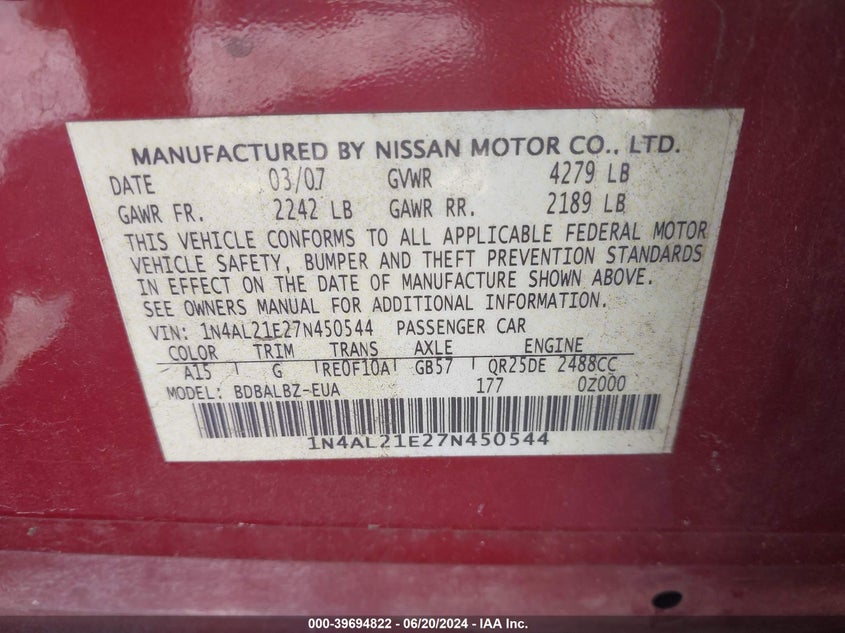 MANUFACTURED BY NISSAN MOTOR CO., LTD.
DATE 03/07 GVWR 4279 LB
GAWR FR. 2242 LB GAWR RR. 2189 LB
THIS VEHICLE CONFORMS TO ALL APPLICABLE FEDERAL MOTOR
VEHICLE SAFETY, BUMPER AND THEFT PREVENTION STANDARDS
IN EFFECT ON THE DATE OF MANUFACTURE SHOWN ABOVE.
SEE OWNERS MANUAL FOR ADDITIONAL INFORMATION.
VIN: 1N4AL21E27N450544 PASSENGER CAR
COLOR TRIM TRANS AXLE ENGINE
A15 G RE0F10A GB57 QR25DE 2488CC
MODEL: BDBALBZ-EUA 177 0Z000
1N4AL21E27N450544
000-39694822 - 06/20/2024 - IAA Inc.